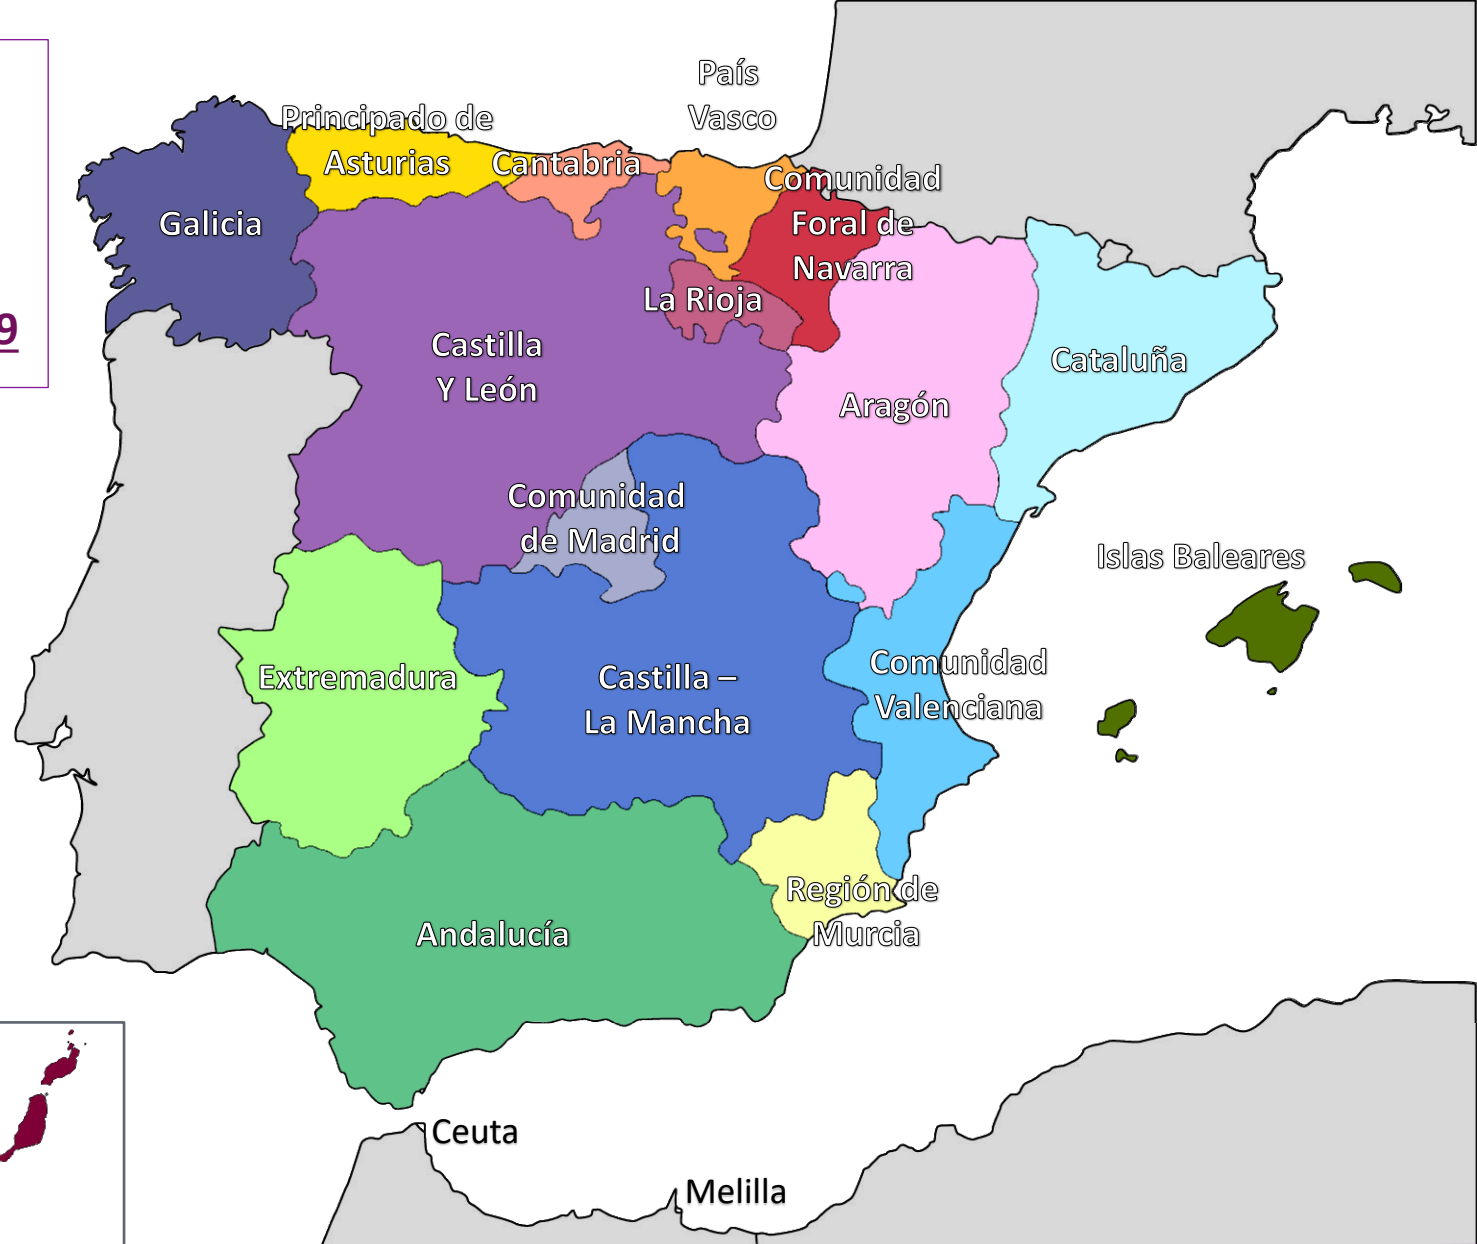 País
Vasco
Principado de
Asturias
Cantabria
Comunidad
Foral de
Navarra
Galicia
La Rioja
9
Castilla
Y León
Cataluña
Aragón
Comunidad
de Madrid
Islas Baleares
Extremadura
Castilla –
La Mancha
Comunidad
Valenciana
Región de
Murcia
Andalucía
Ceuta
Melilla